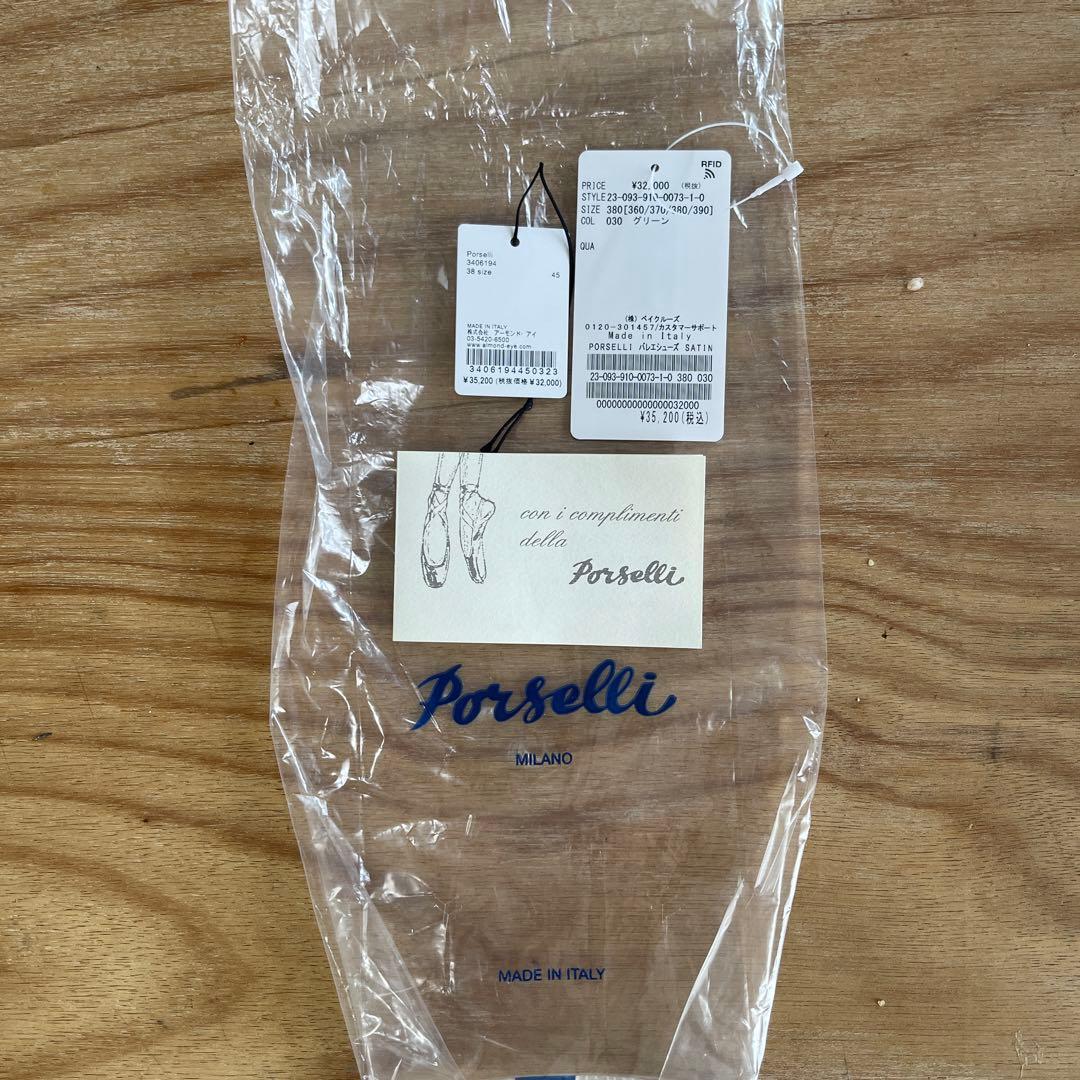 RFID
PRICE ¥32,000 (税抜)
STYLE 23-093-910-0073-1-0
SIZE 380[360/370/380/390]
COL 030 グリーン
QUA
(株) ベイクルーズ
0120-301457/カスタマーサポート
Made in Italy
PORSELLI バレエシューズ SATIN
23-093-910-0073-1-0 380 030
00000000000000032000
¥35,200(税込)
Porselli
3406194
38 size 45
MADE IN ITALY
株式会社 アーモンド・アイ
03-5420-6500
www.almond-eye.com
3406194450323
¥35,200 (税抜価格 ¥32,000)
con i complimenti
della
Porselli
Porselli
MILANO
MADE IN ITALY